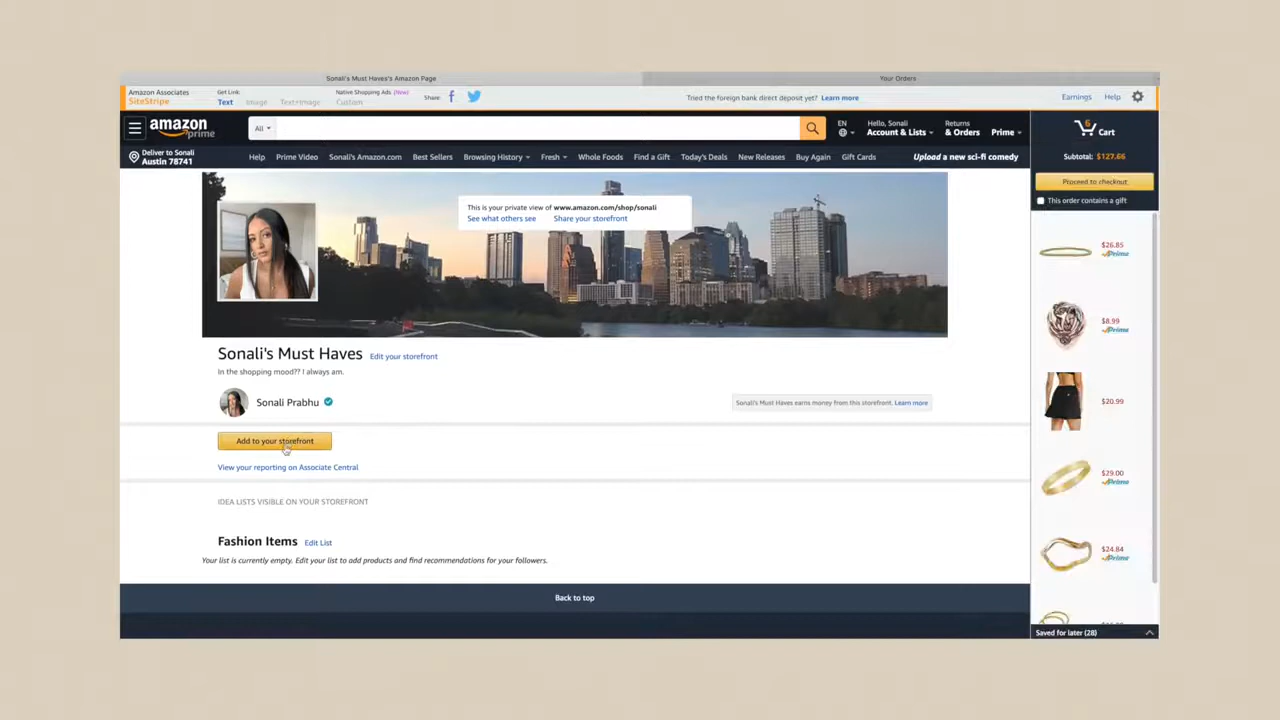 Sonali's Must Haves's Amazon Page
Your Orders
Amazon Associates
SiteStripe
Get Link:
Text Image Text+Image
Native Shopping Ads (New)
Custom
Share:
Tried the foreign bank direct deposit yet? Learn more
Earnings Help
amazon
prime
All
EN
Hello, Sonali
Account & Lists
Returns
& Orders
Prime
6
Cart
Deliver to Sonali
Austin 78741
Help Prime Video Sonali's Amazon.com Best Sellers Browsing History Fresh Whole Foods Find a Gift Today's Deals New Releases Buy Again Gift Cards
Upload a new sci-fi comedy
Subtotal: $127.66
Proceed to checkout
This order contains a gift
This is your private view of www.amazon.com/shop/sonali
See what others see Share your storefront
Sonali's Must Haves Edit your storefront
In the shopping mood?? I always am.
Sonali Prabhu
Sonali's Must Haves earns money from this storefront. Learn more
Add to your storefront
View your reporting on Associate Central
IDEA LISTS VISIBLE ON YOUR STOREFRONT
Fashion Items Edit List
Your list is currently empty. Edit your list to add products and find recommendations for your followers.
Back to top
$26.85
Prime
$8.99
Prime
$20.99
$29.00
Prime
$24.84
Prime
Saved for later (28)